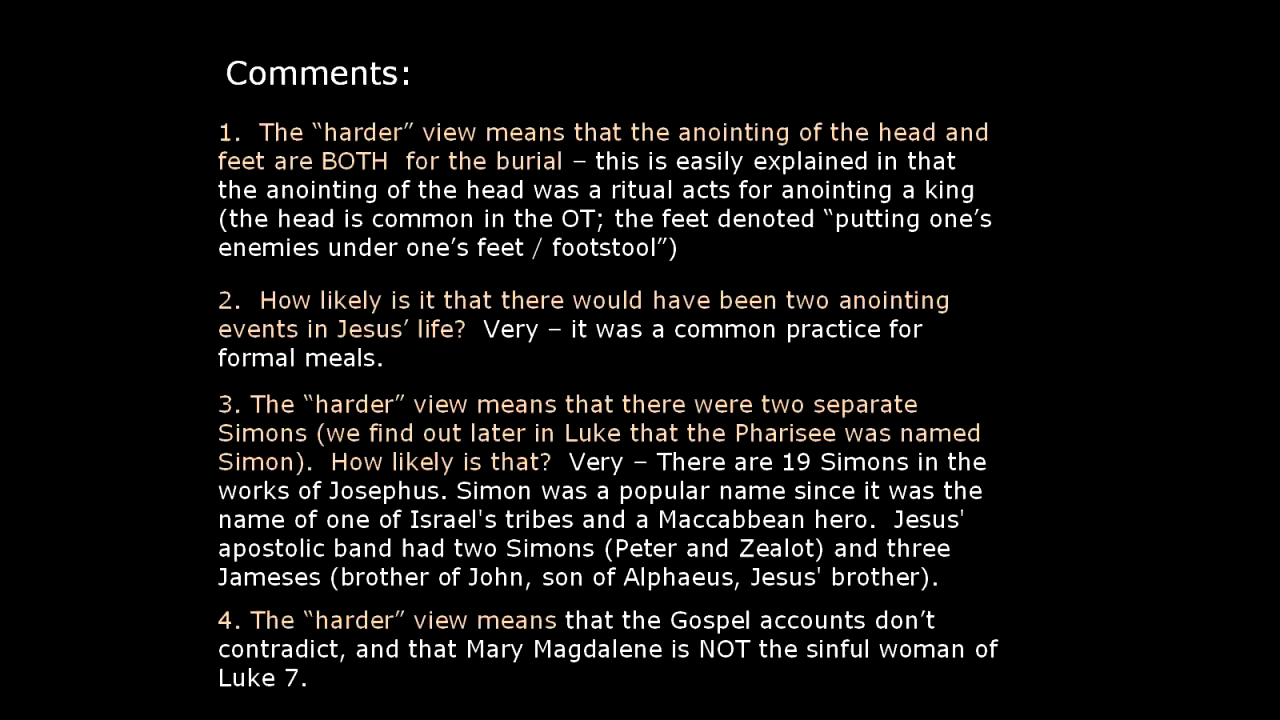 Comments:
1.  The “harder” view means that the anointing of the head and
feet are BOTH  for the burial – this is easily explained in that
the anointing of the head was a ritual acts for anointing a king
(the head is common in the OT; the feet denoted “putting one’s
enemies under one’s feet / footstool”)
2.  How likely is it that there would have been two anointing
events in Jesus’ life?  Very – it was a common practice for
formal meals.
3. The “harder” view means that there were two separate
Simons (we find out later in Luke that the Pharisee was named
Simon).  How likely is that?  Very – There are 19 Simons in the
works of Josephus. Simon was a popular name since it was the
name of one of Israel's tribes and a Maccabbean hero.  Jesus'
apostolic band had two Simons (Peter and Zealot) and three
Jameses (brother of John, son of Alphaeus, Jesus' brother).
4. The “harder” view means that the Gospel accounts don’t
contradict, and that Mary Magdalene is NOT the sinful woman of
Luke 7.